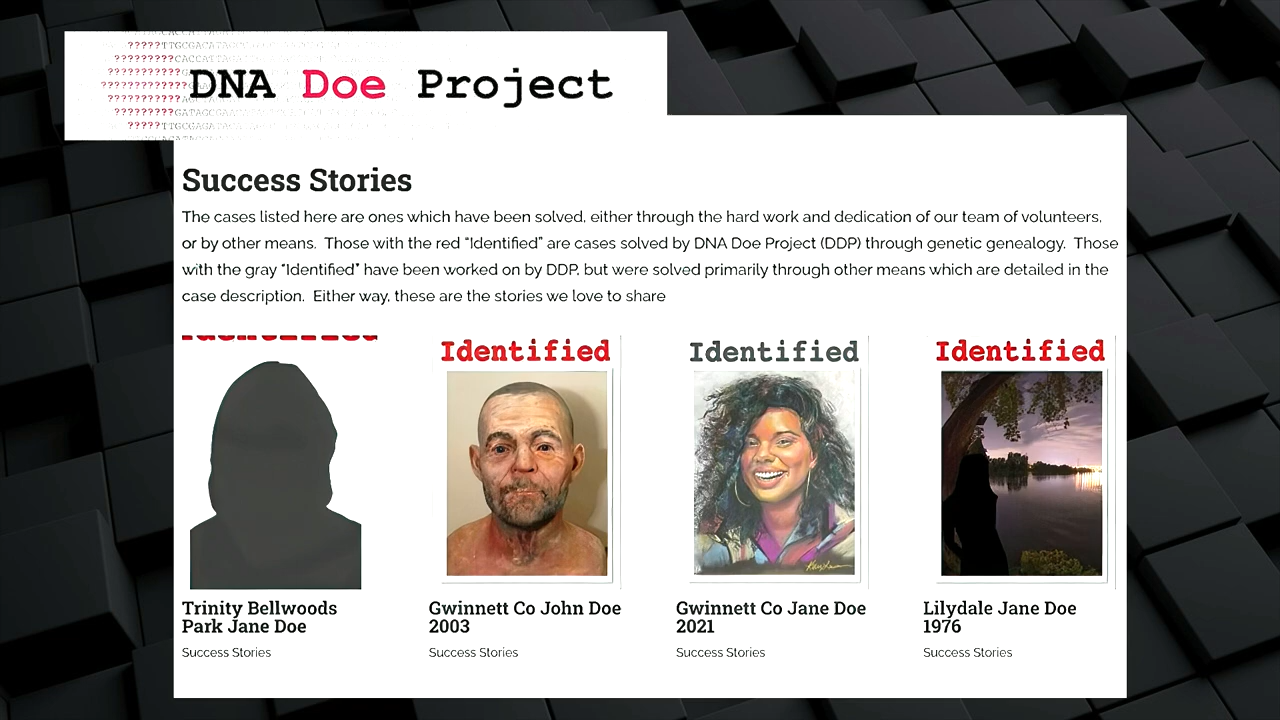 DNA Doe Project
Success Stories
The cases listed here are ones which have been solved, either through the hard work and dedication of our team of volunteers,
or by other means. Those with the red “Identified” are cases solved by DNA Doe Project (DDP) through genetic genealogy. Those
with the gray “Identified” have been worked on by DDP, but were solved primarily through other means which are detailed in the
case description. Either way, these are the stories we love to share
Identified
Identified
Identified
Identified
Trinity Bellwoods
Park Jane Doe
Success Stories
Gwinnett Co John Doe
2003
Success Stories
Gwinnett Co Jane Doe
2021
Success Stories
Lilydale Jane Doe
1976
Success Stories